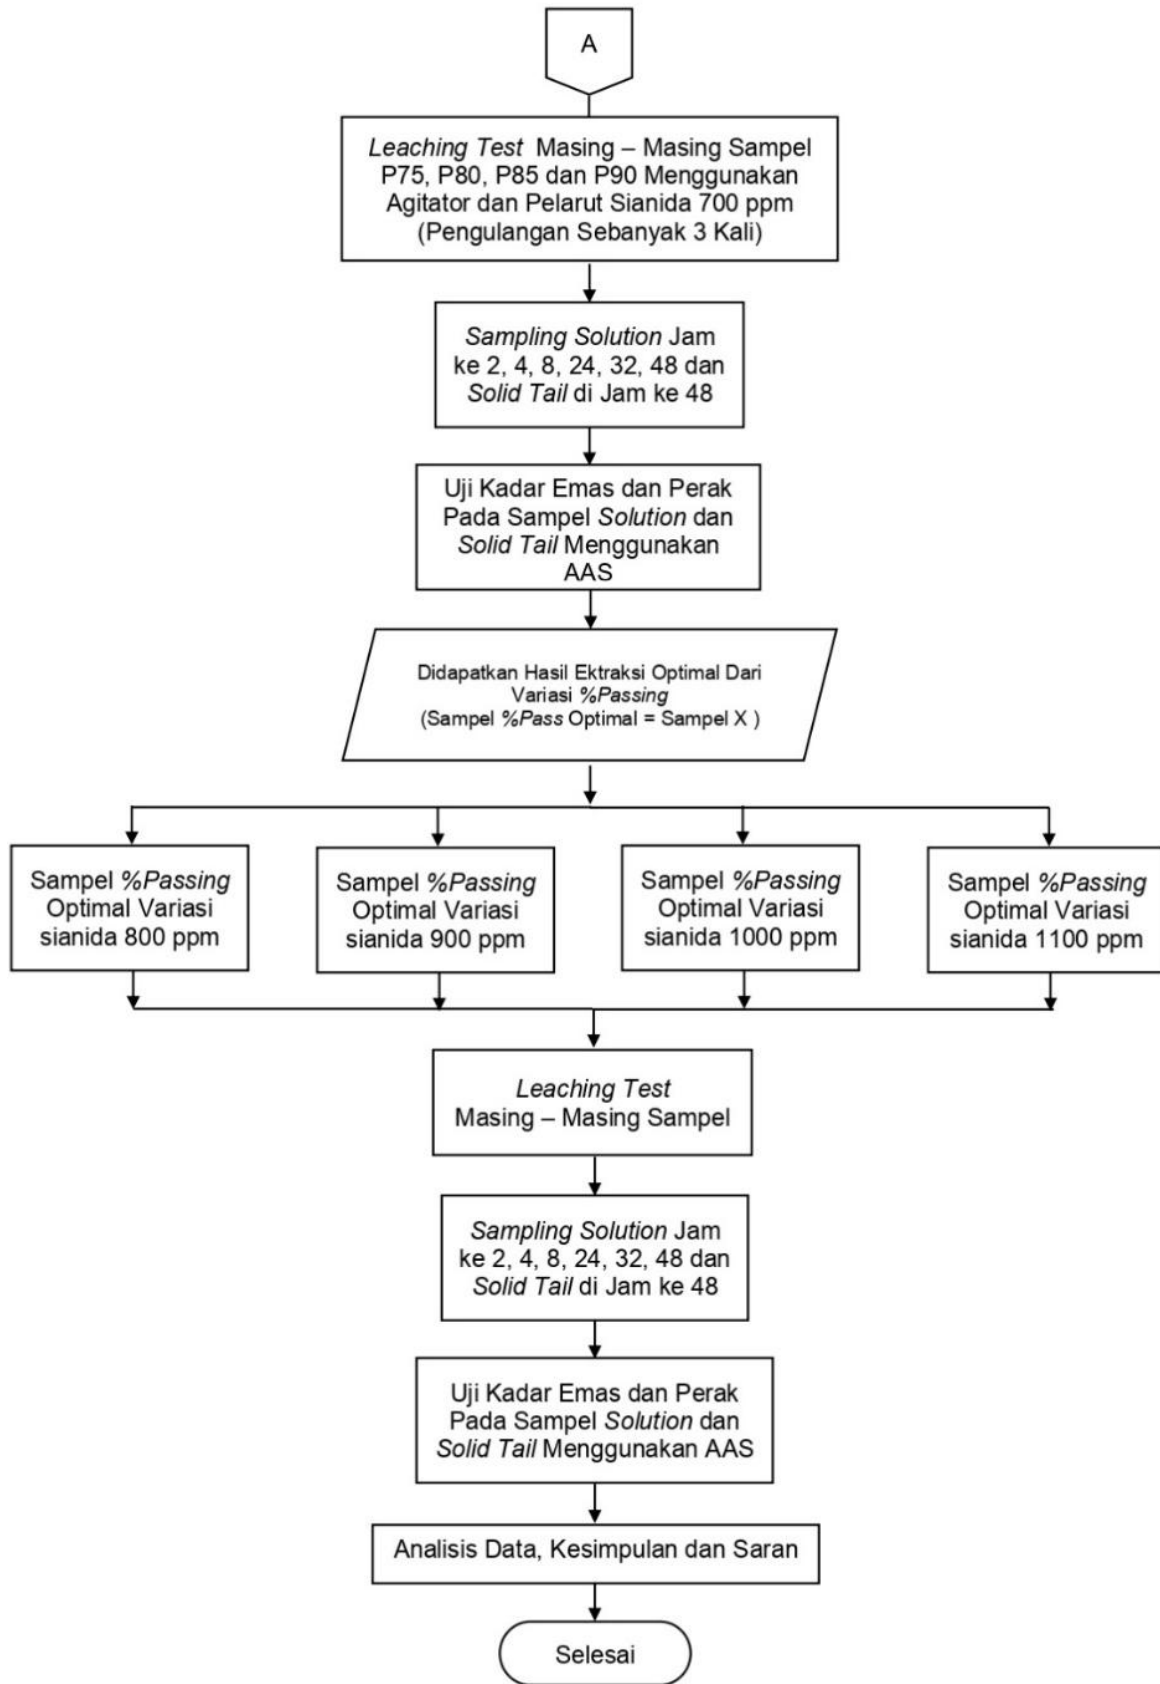 A
Leaching Test Masing – Masing Sampel
P75, P80, P85 dan P90 Menggunakan
Agitator dan Pelarut Sianida 700 ppm
(Pengulangan Sebanyak 3 Kali)
Sampling Solution Jam
ke 2, 4, 8, 24, 32, 48 dan
Solid Tail di Jam ke 48
Uji Kadar Emas dan Perak
Pada Sampel Solution dan
Solid Tail Menggunakan
AAS
Didapatkan Hasil Ektraksi Optimal Dari
Variasi %Passing
(Sampel %Pass Optimal = Sampel X )
Sampel %Passing
Optimal Variasi
sianida 800 ppm
Sampel %Passing
Optimal Variasi
sianida 900 ppm
Sampel %Passing
Optimal Variasi
sianida 1000 ppm
Sampel %Passing
Optimal Variasi
sianida 1100 ppm
Leaching Test
Masing – Masing Sampel
Sampling Solution Jam
ke 2, 4, 8, 24, 32, 48 dan
Solid Tail di Jam ke 48
Uji Kadar Emas dan Perak
Pada Sampel Solution dan
Solid Tail Menggunakan AAS
Analisis Data, Kesimpulan dan Saran
Selesai